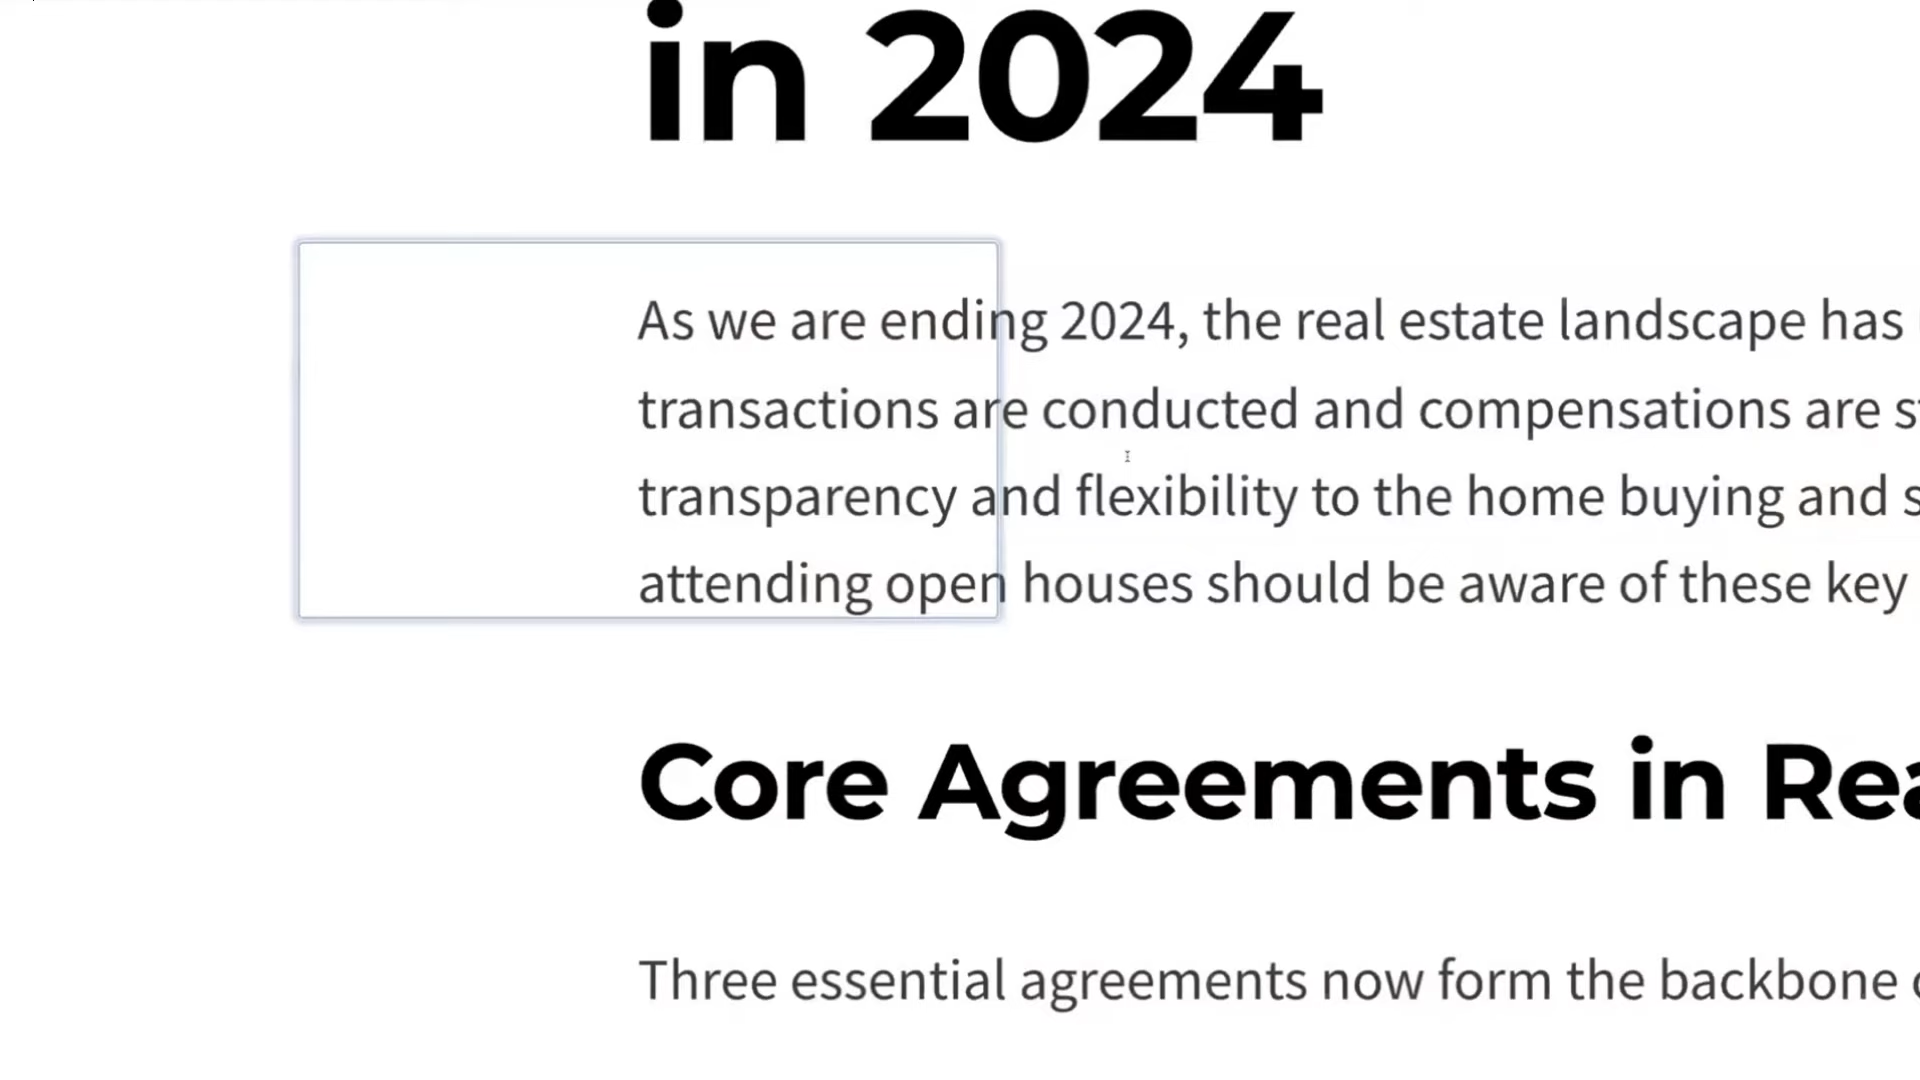 in 2024
As we are ending 2024, the real estate landscape has
transactions are conducted and compensations are
transparency and flexibility to the home buying and
attending open houses should be aware of these key
Core Agreements in
Three essential agreements now form the backbone